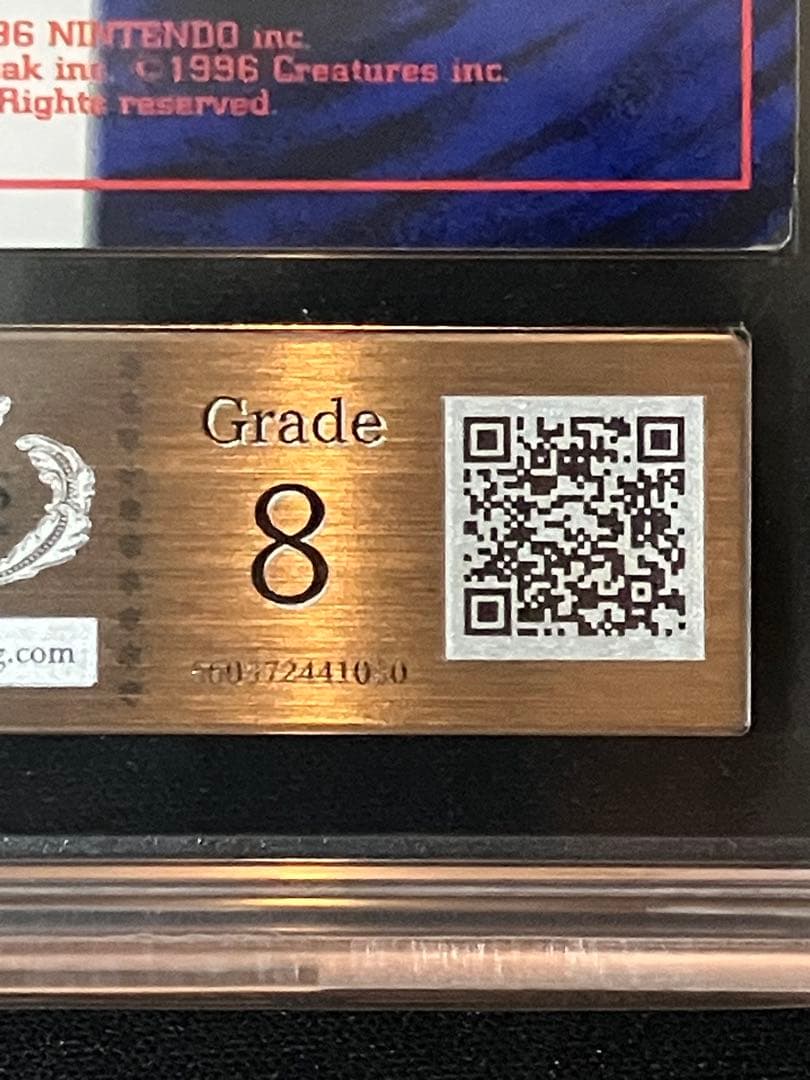 96 NINTENDO inc.
ak inc. ©1996 Creatures inc.
Rights reserved.
Grade
8
g.com